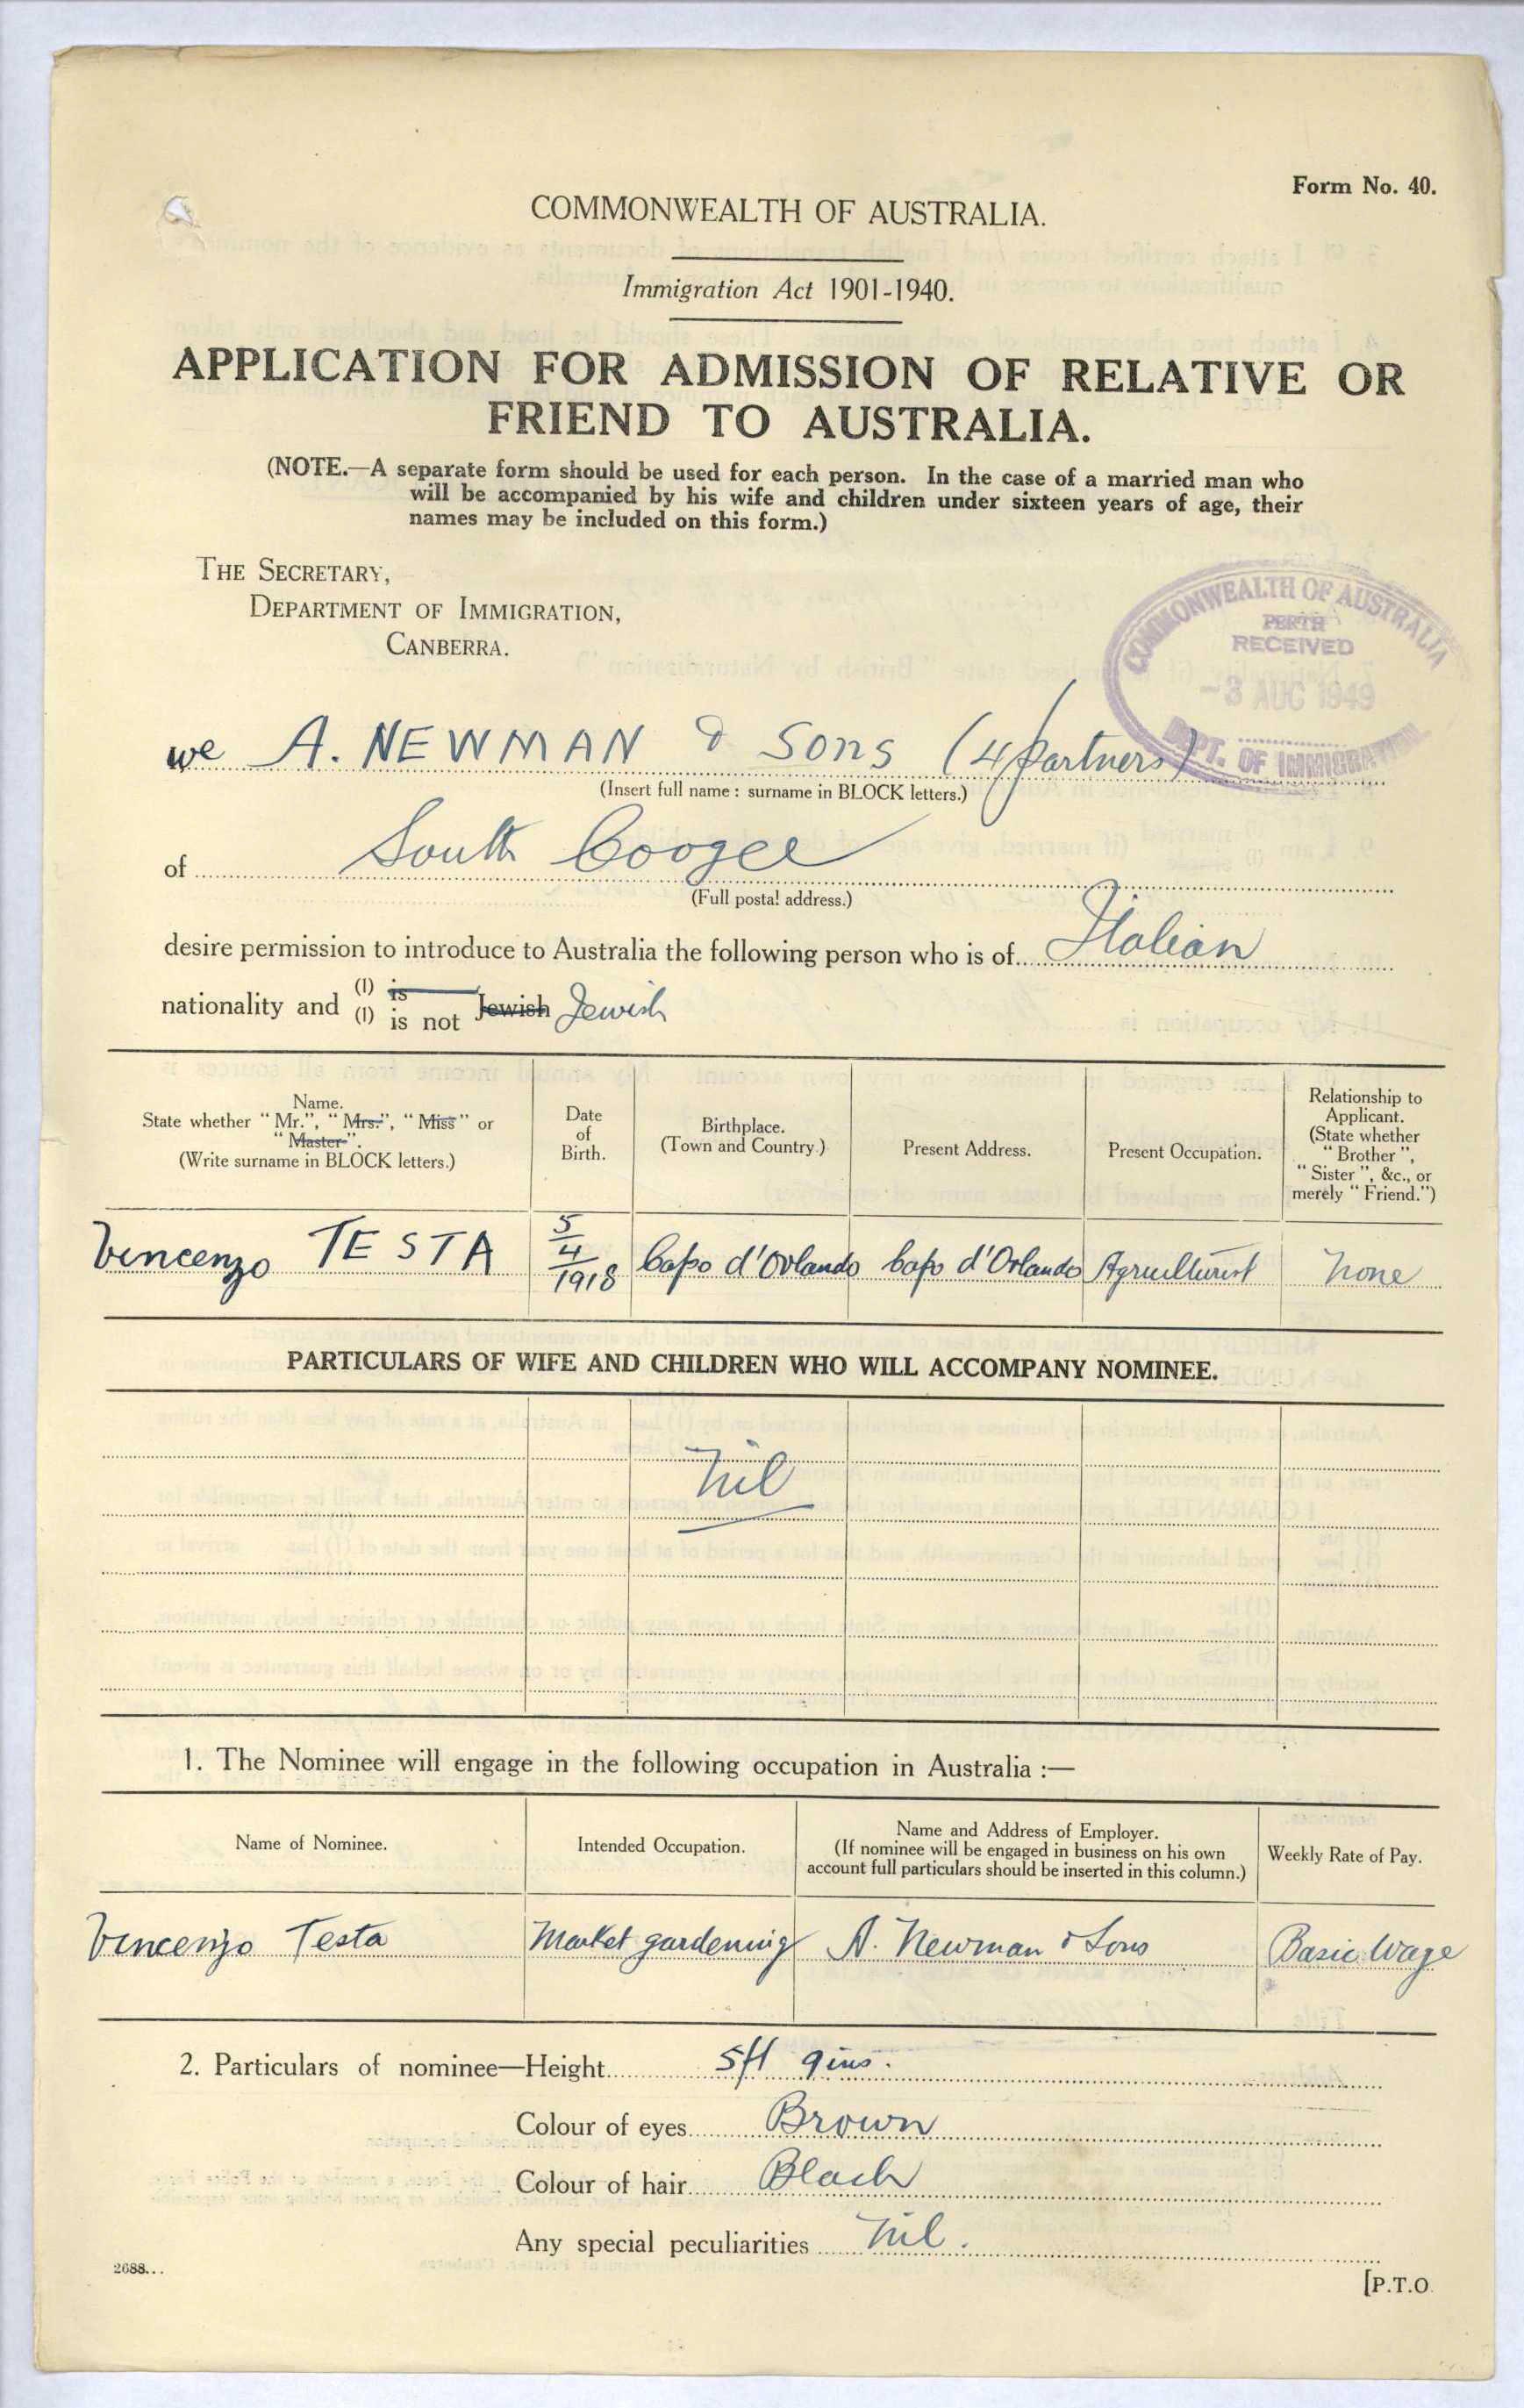 Form No. 40.
COMMONWEALTH OF AUSTRALIA.
Immigration Act 1901-1940.
APPLICATION FOR ADMISSION OF RELATIVE OR
FRIEND TO AUSTRALIA.
(NOTE.—A separate form should be used for each person. In the case of a married man who
will be accompanied by his wife and children under sixteen years of age, their
names may be included on this form.)
THE SECRETARY,
DEPARTMENT OF IMMIGRATION,
CANBERRA.
COMMONWEALTH OF AUSTRALIA
PERTH
RECEIVED
-3 AUG 1949
DEPT. OF IMMIGRATION
we A. NEWMAN & SONS (4 partners)
(Insert full name: surname in BLOCK letters.)
of South Coogee
(Full postal address.)
desire permission to introduce to Australia the following person who is of Italian
nationality and (1) is
(1) is not Jewish Jewish
Name.
State whether "Mr.", "Mrs.", "Miss" or
"Master".
(Write surname in BLOCK letters.)
Date
of
Birth.
Birthplace.
(Town and Country.)
Present Address.
Present Occupation.
Relationship to
Applicant.
(State whether
"Brother",
"Sister", &c., or
merely "Friend.")
Vincenzo TESTA 5/4/1918 Capo d'Orlando Capo d'Orlando Agriculturist None
PARTICULARS OF WIFE AND CHILDREN WHO WILL ACCOMPANY NOMINEE.
Nil
1. The Nominee will engage in the following occupation in Australia :—
Name of Nominee.
Intended Occupation.
Name and Address of Employer.
(If nominee will be engaged in business on his own
account full particulars should be inserted in this column.)
Weekly Rate of Pay.
Vincenzo Testa Market gardening A. Newman & Sons Basic Wage
2. Particulars of nominee—Height 5ft 9ins.
Colour of eyes Brown
Colour of hair Black
Any special peculiarities Nil.
2688...
[P.T.O.